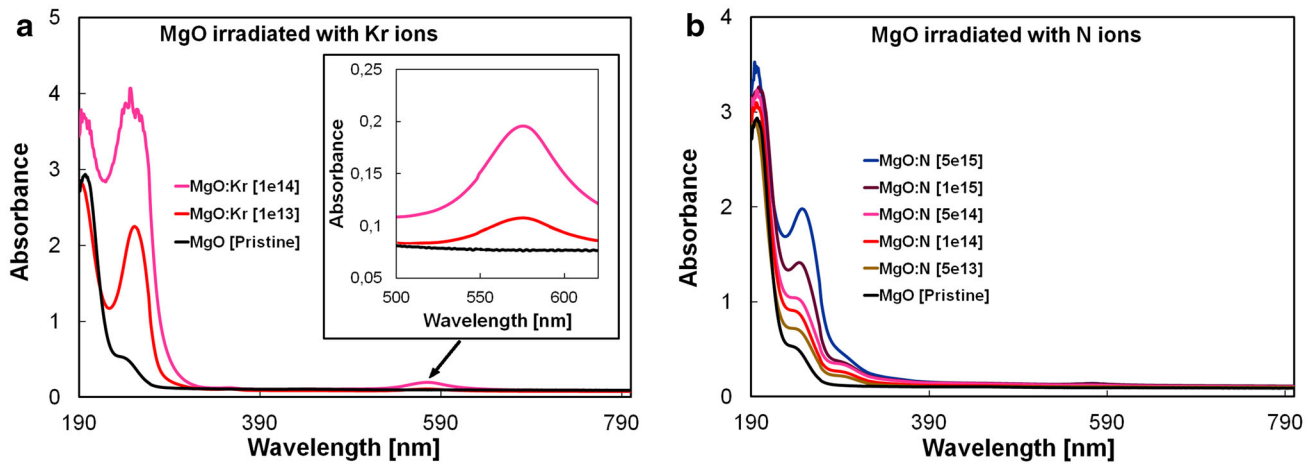 a
MgO irradiated with Kr ions
5
4
3
2
1
0
Absorbance
190
390
590
790
Wavelength [nm]
MgO:Kr [1e14]
MgO:Kr [1e13]
MgO [Pristine]
0,25
0,2
0,15
0,1
0,05
Absorbance
500
550
600
Wavelength [nm]
b
MgO irradiated with N ions
4
3
2
1
0
Absorbance
190
390
590
790
Wavelength [nm]
MgO:N [5e15]
MgO:N [1e15]
MgO:N [5e14]
MgO:N [1e14]
MgO:N [5e13]
MgO [Pristine]